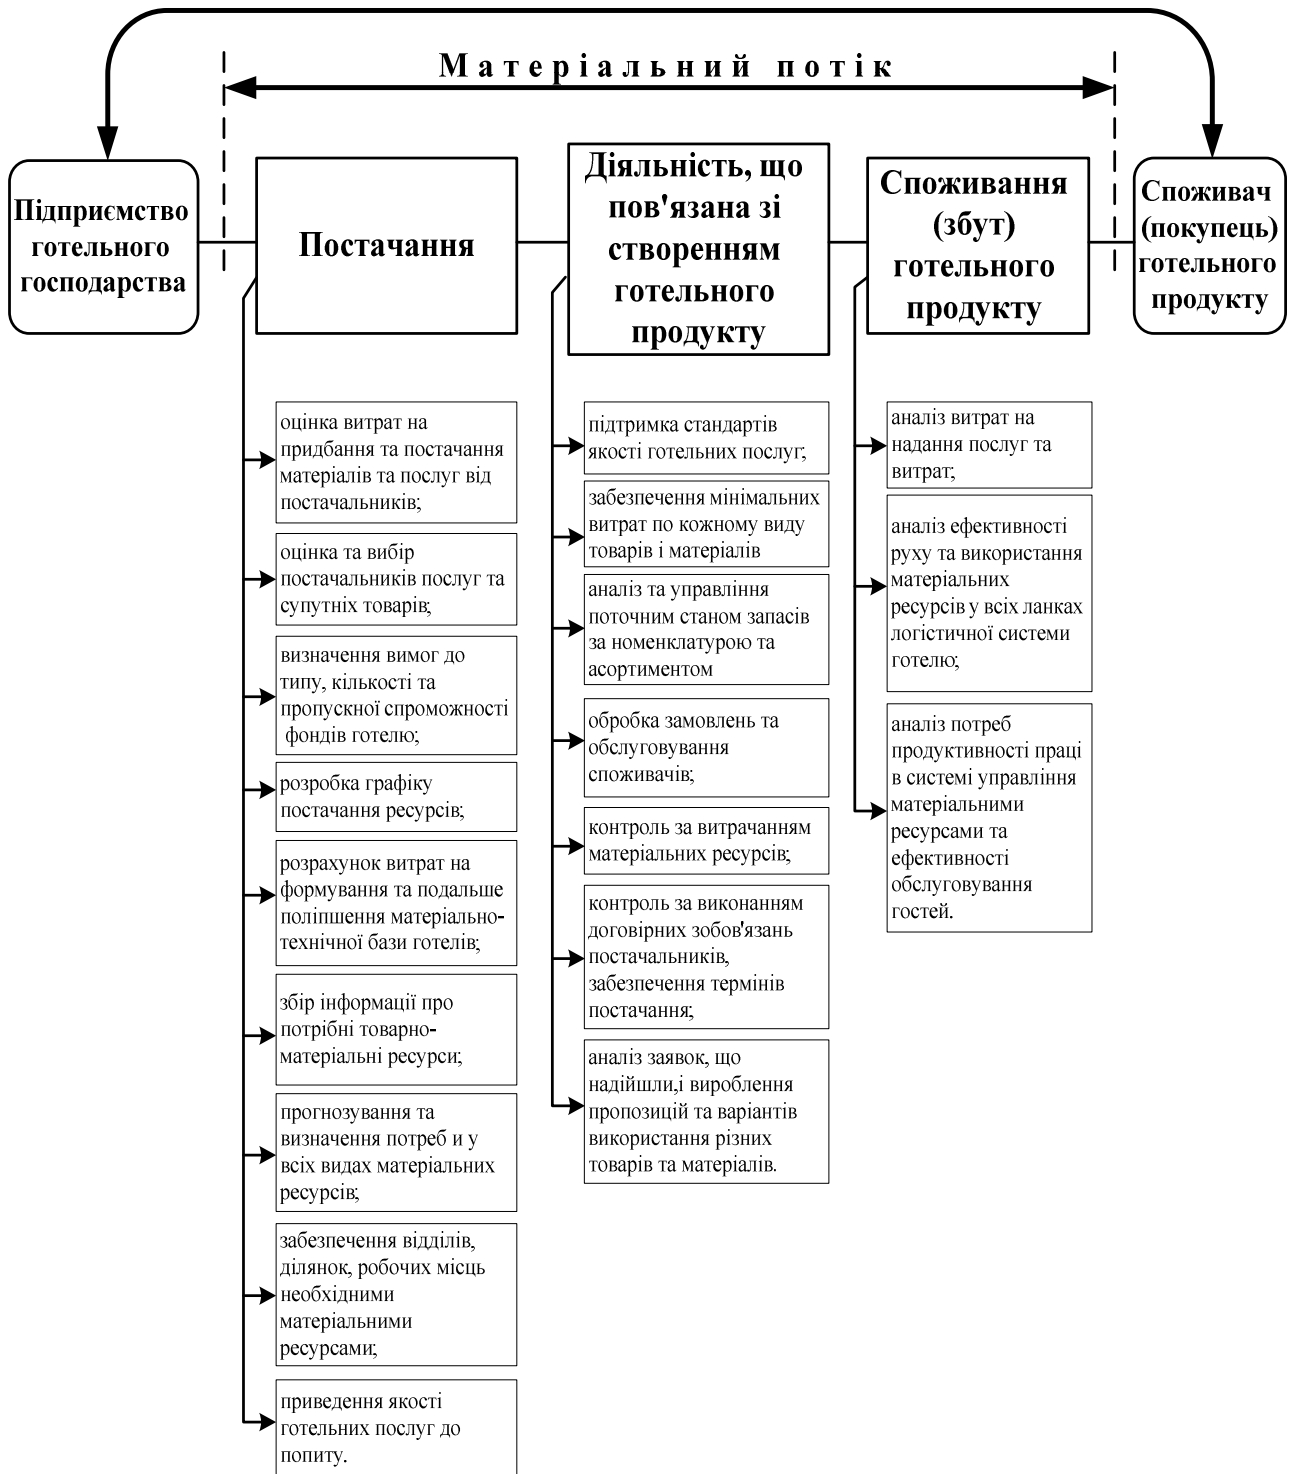 Матеріальний потік
Підприємство
готельного
господарства
Постачання
Діяльність, що
пов'язана зі
створенням
готельного
продукту
Споживання
(збут)
готельного
продукту
Споживач
(покупець)
готельного
продукту
оцінка витрат на
придбання та постачання
матеріалів та послуг від
постачальників;
оцінка та вибір
постачальників послуг та
супутніх товарів;
визначення вимог до
типу, кількості та
пропускної спроможності
фондів готелю;
розробка графіку
постачання ресурсів;
розрахунок витрат на
формування та подальше
поліпшення матеріально-
технічної бази готелів;
збір інформації про
потрібні товарно-
матеріальні ресурси;
прогнозування та
визначення потреб и у
всіх видах матеріальних
ресурсів;
забезпечення відділів,
ділянок, робочих місць
необхідними
матеріальними
ресурсами;
приведення якості
готельних послуг до
попиту.
підтримка стандартів
якості готельних послуг;
забезпечення мінімальних
витрат по кожному виду
товарів і матеріалів
аналіз та управління
поточним станом запасів
за номенклатурою та
асортиментом
обробка замовлень та
обслуговування
споживачів;
контроль за витрачанням
матеріальних ресурсів;
контроль за виконанням
договірних зобов'язань
постачальників,
забезпечення термінів
постачання;
аналіз заявок, що
надійшли,і вироблення
пропозицій та варіантів
використання різних
товарів та матеріалів.
аналіз витрат на
надання послуг та
витрат;
аналіз ефективності
руху та використання
матеріальних
ресурсів у всіх ланках
логістичної системи
готелю;
аналіз потреб
продуктивності праці
в системі управління
матеріальними
ресурсами та
ефективності
обслуговування
гостей.